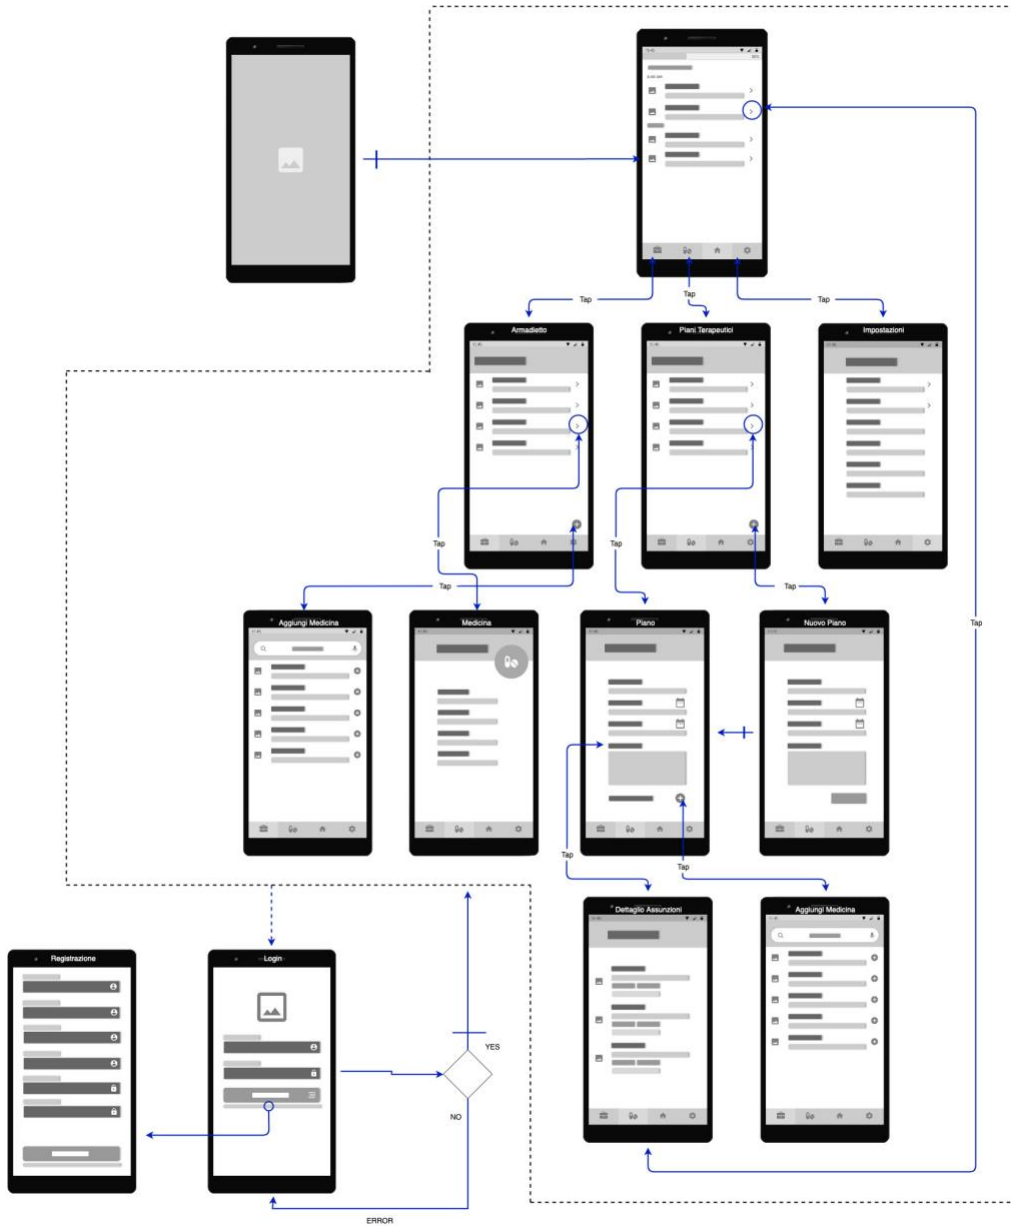 Tap
Tap
Tap
Armadietto
Piani Terapeutici
Impostazioni
Tap
Tap
Tap
Tap
Tap
Aggiungi Medicina
Medicina
Piano
Nuovo Piano
Tap
Tap
Dettaglio Assunzioni
Aggiungi Medicina
Registrazione
Login
YES
NO
ERROR